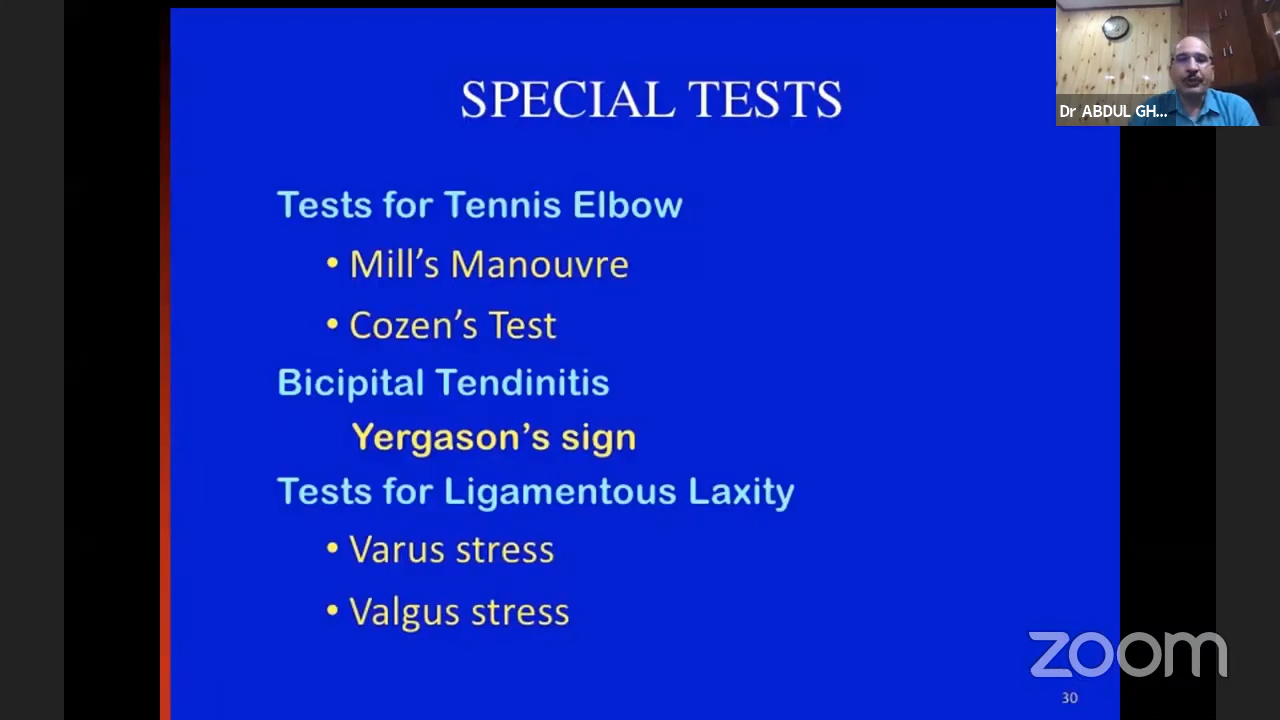 SPECIAL TESTS
Dr ABDUL GH...
Tests for Tennis Elbow
• Mill's Manouvre
• Cozen's Test
Bicipital Tendinitis
Yergason's sign
Tests for Ligamentous Laxity
• Varus stress
• Valgus stress
zoom
30